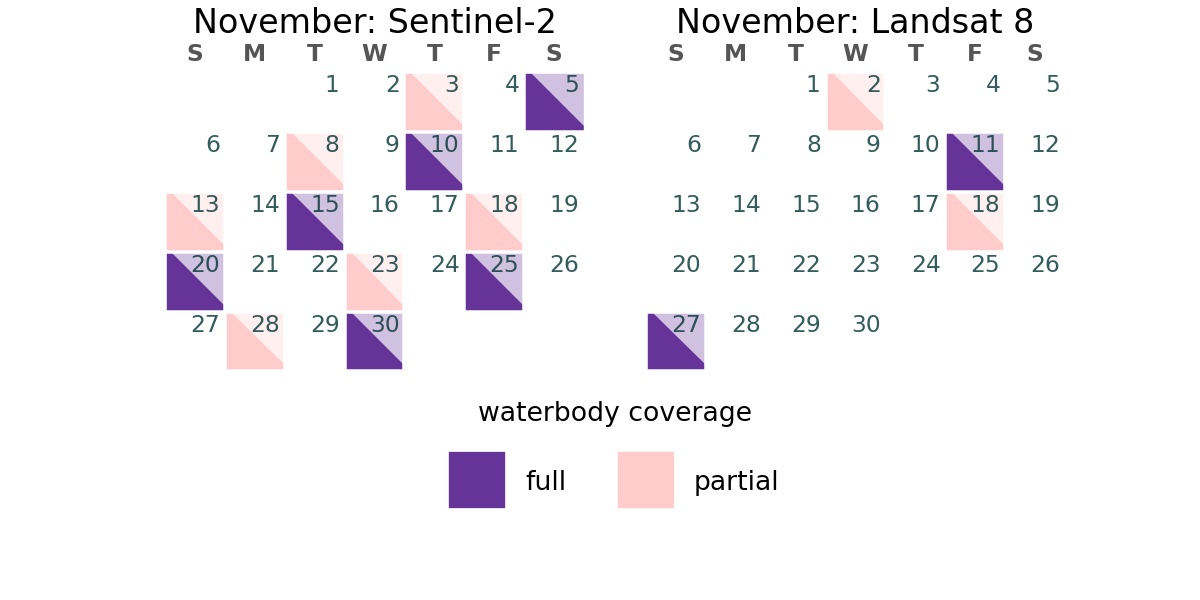 November: Sentinel-2
S M T W T F S
1 2 3 4 5
6 7 8 9 10 11 12
13 14 15 16 17 18 19
20 21 22 23 24 25 26
27 28 29 30
November: Landsat 8
S M T W T F S
1 2 3 4 5
6 7 8 9 10 11 12
13 14 15 16 17 18 19
20 21 22 23 24 25 26
27 28 29 30
waterbody coverage
full partial